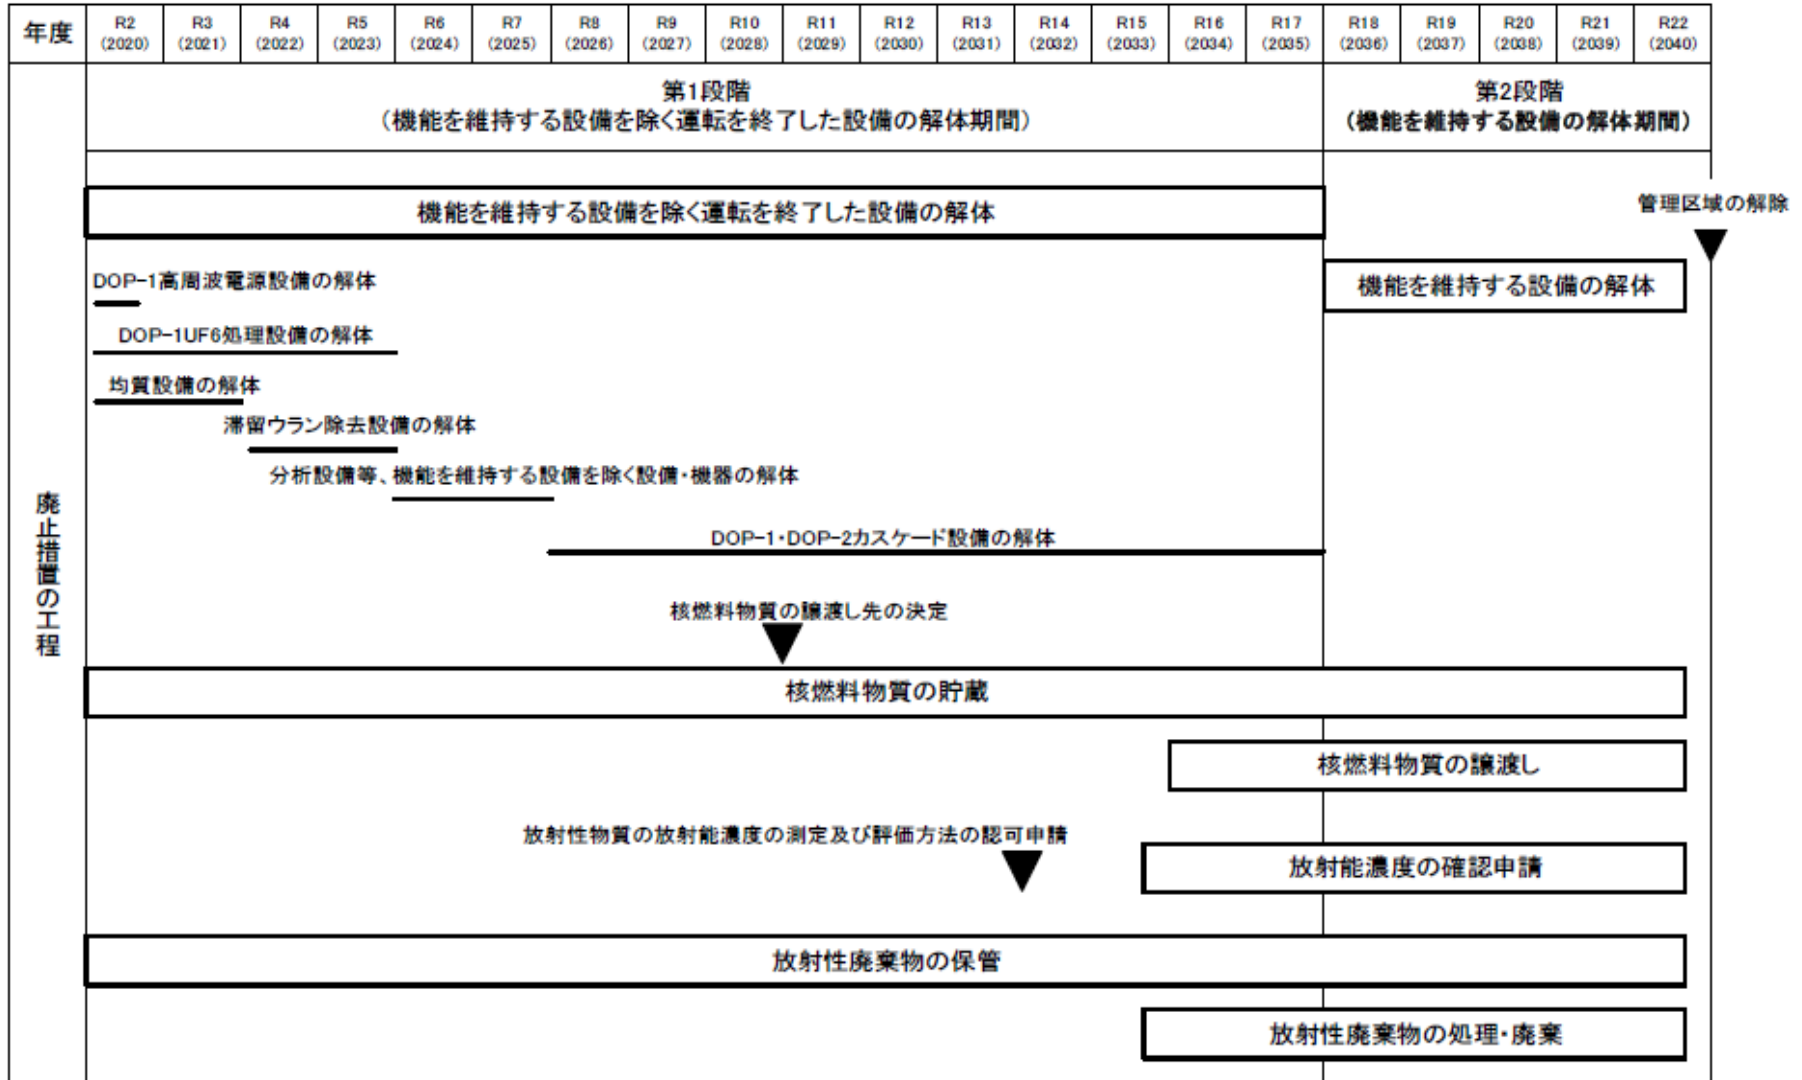 年度
R2
(2020)
R3
(2021)
R4
(2022)
R5
(2023)
R6
(2024)
R7
(2025)
R8
(2026)
R9
(2027)
R10
(2028)
R11
(2029)
R12
(2030)
R13
(2031)
R14
(2032)
R15
(2033)
R16
(2034)
R17
(2035)
R18
(2036)
R19
(2037)
R20
(2038)
R21
(2039)
R22
(2040)
第1段階
(機能を維持する設備を除く運転を終了した設備の解体期間)
第2段階
(機能を維持する設備の解体期間)
廃止措置の工程
機能を維持する設備を除く運転を終了した設備の解体
管理区域の解除
DOP-1高周波電源設備の解体
機能を維持する設備の解体
DOP-1UF6処理設備の解体
均質設備の解体
滞留ウラン除去設備の解体
分析設備等、機能を維持する設備を除く設備・機器の解体
DOP-1・DOP-2カスケード設備の解体
核燃料物質の譲渡し先の決定
核燃料物質の貯蔵
核燃料物質の譲渡し
放射性物質の放射能濃度の測定及び評価方法の認可申請
放射能濃度の確認申請
放射性廃棄物の保管
放射性廃棄物の処理・廃棄